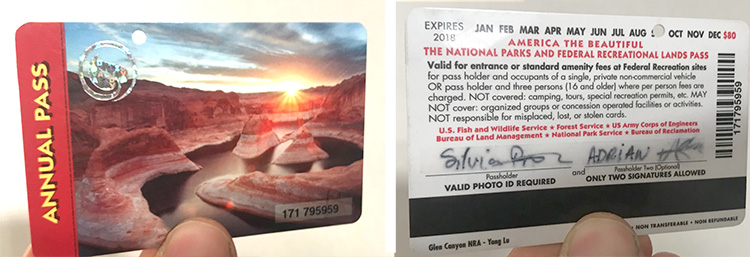 ANNUAL PASS
171 795959
EXPIRES JAN FEB MAR APR MAY JUN JUL AUG OCT NOV DEC $80
2018
AMERICA THE BEAUTIFUL
THE NATIONAL PARKS AND FEDERAL RECREATIONAL LANDS PASS
Valid for entrance or standard amenity fees at Federal Recreation sites
for pass holder and occupants of a single, private non-commercial vehicle
OR pass holder and three persons (16 and older) where per person fees are
charged. NOT covered: camping, tours, special recreation permits, etc. MAY
NOT cover: organized groups or concession operated facilities or activities.
NOT responsible for misplaced, lost, or stolen cards.
U.S. Fish and Wildlife Service ★ Forest Service ★ US Army Corps of Engineers
Bureau of Land Management ★ National Park Service ★ Bureau of Reclamation
171795959
Silvia ADRIAN
Passholder and Passholder Two (Optional)
VALID PHOTO ID REQUIRED ONLY TWO SIGNATURES ALLOWED
NON TRANSFERABLE • NON REFUNDABLE
Glen Canyon NRA - Yang Lu